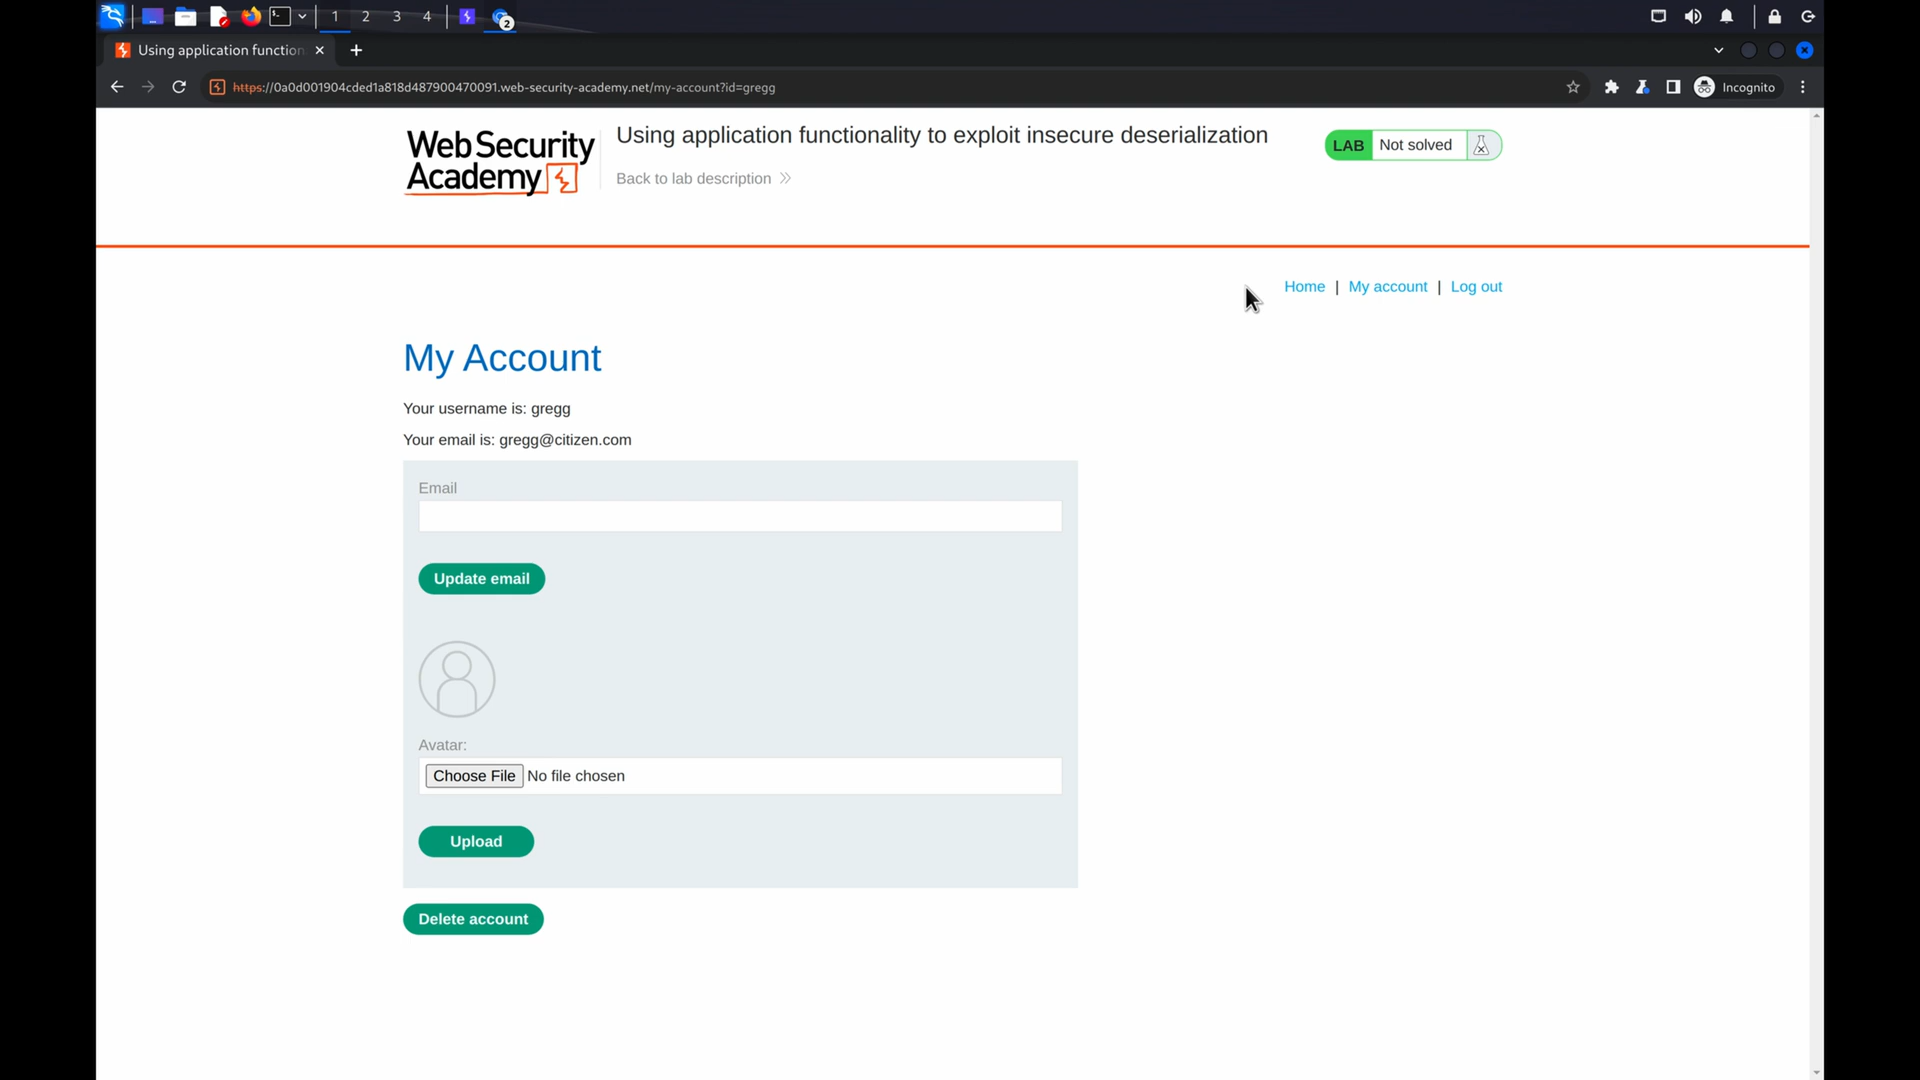 1 2 3 4 2
Using application function
https://0a0d001904cded1a818d487900470091.web-security-academy.net/my-account?id=gregg
Incognito
Web Security
Academy
Using application functionality to exploit insecure deserialization
Back to lab description
LAB Not solved
Home | My account | Log out
My Account
Your username is: gregg
Your email is: gregg@citizen.com
Email
Update email
Avatar:
Choose File No file chosen
Upload
Delete account